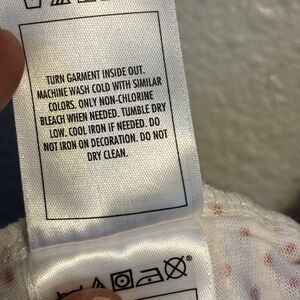 TURN GARMENT INSIDE OUT.
MACHINE WASH COLD WITH SIMILAR
COLORS. ONLY NON-CHLORINE
BLEACH WHEN NEEDED. TUMBLE DRY
LOW. COOL IRON IF NEEDED. DO
NOT IRON ON DECORATION. DO NOT
DRY CLEAN.